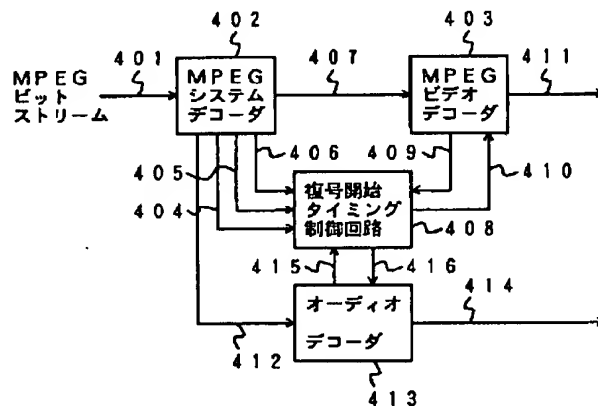 402
403
401
407
411
MPEG
ビット
ストリーム
MPEG
システム
デコーダ
MPEG
ビデオ
デコーダ
406
409
410
405
404
復号開始
タイミング
制御回路
408
415
416
414
オーディオ
デコーダ
412
413